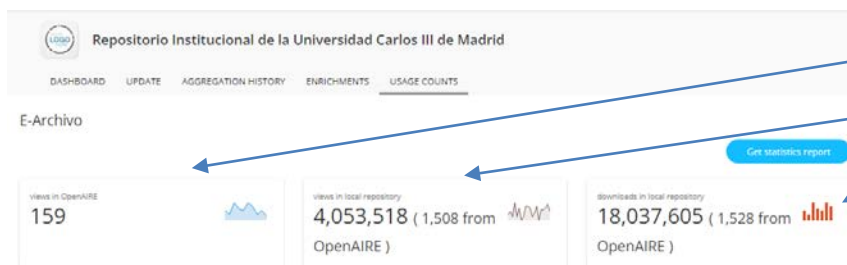 LOGO
Repositorio Institucional de la Universidad Carlos III de Madrid
DASHBOARD UPDATE AGGREGATION HISTORY ENRICHMENTS USAGE COUNTS
E-Archivo
Get statistics report
views in OpenAIRE
159
views in local repository
4,053,518 ( 1,508 from
OpenAIRE )
downloads in local repository
18,037,605 ( 1,528 from
OpenAIRE )